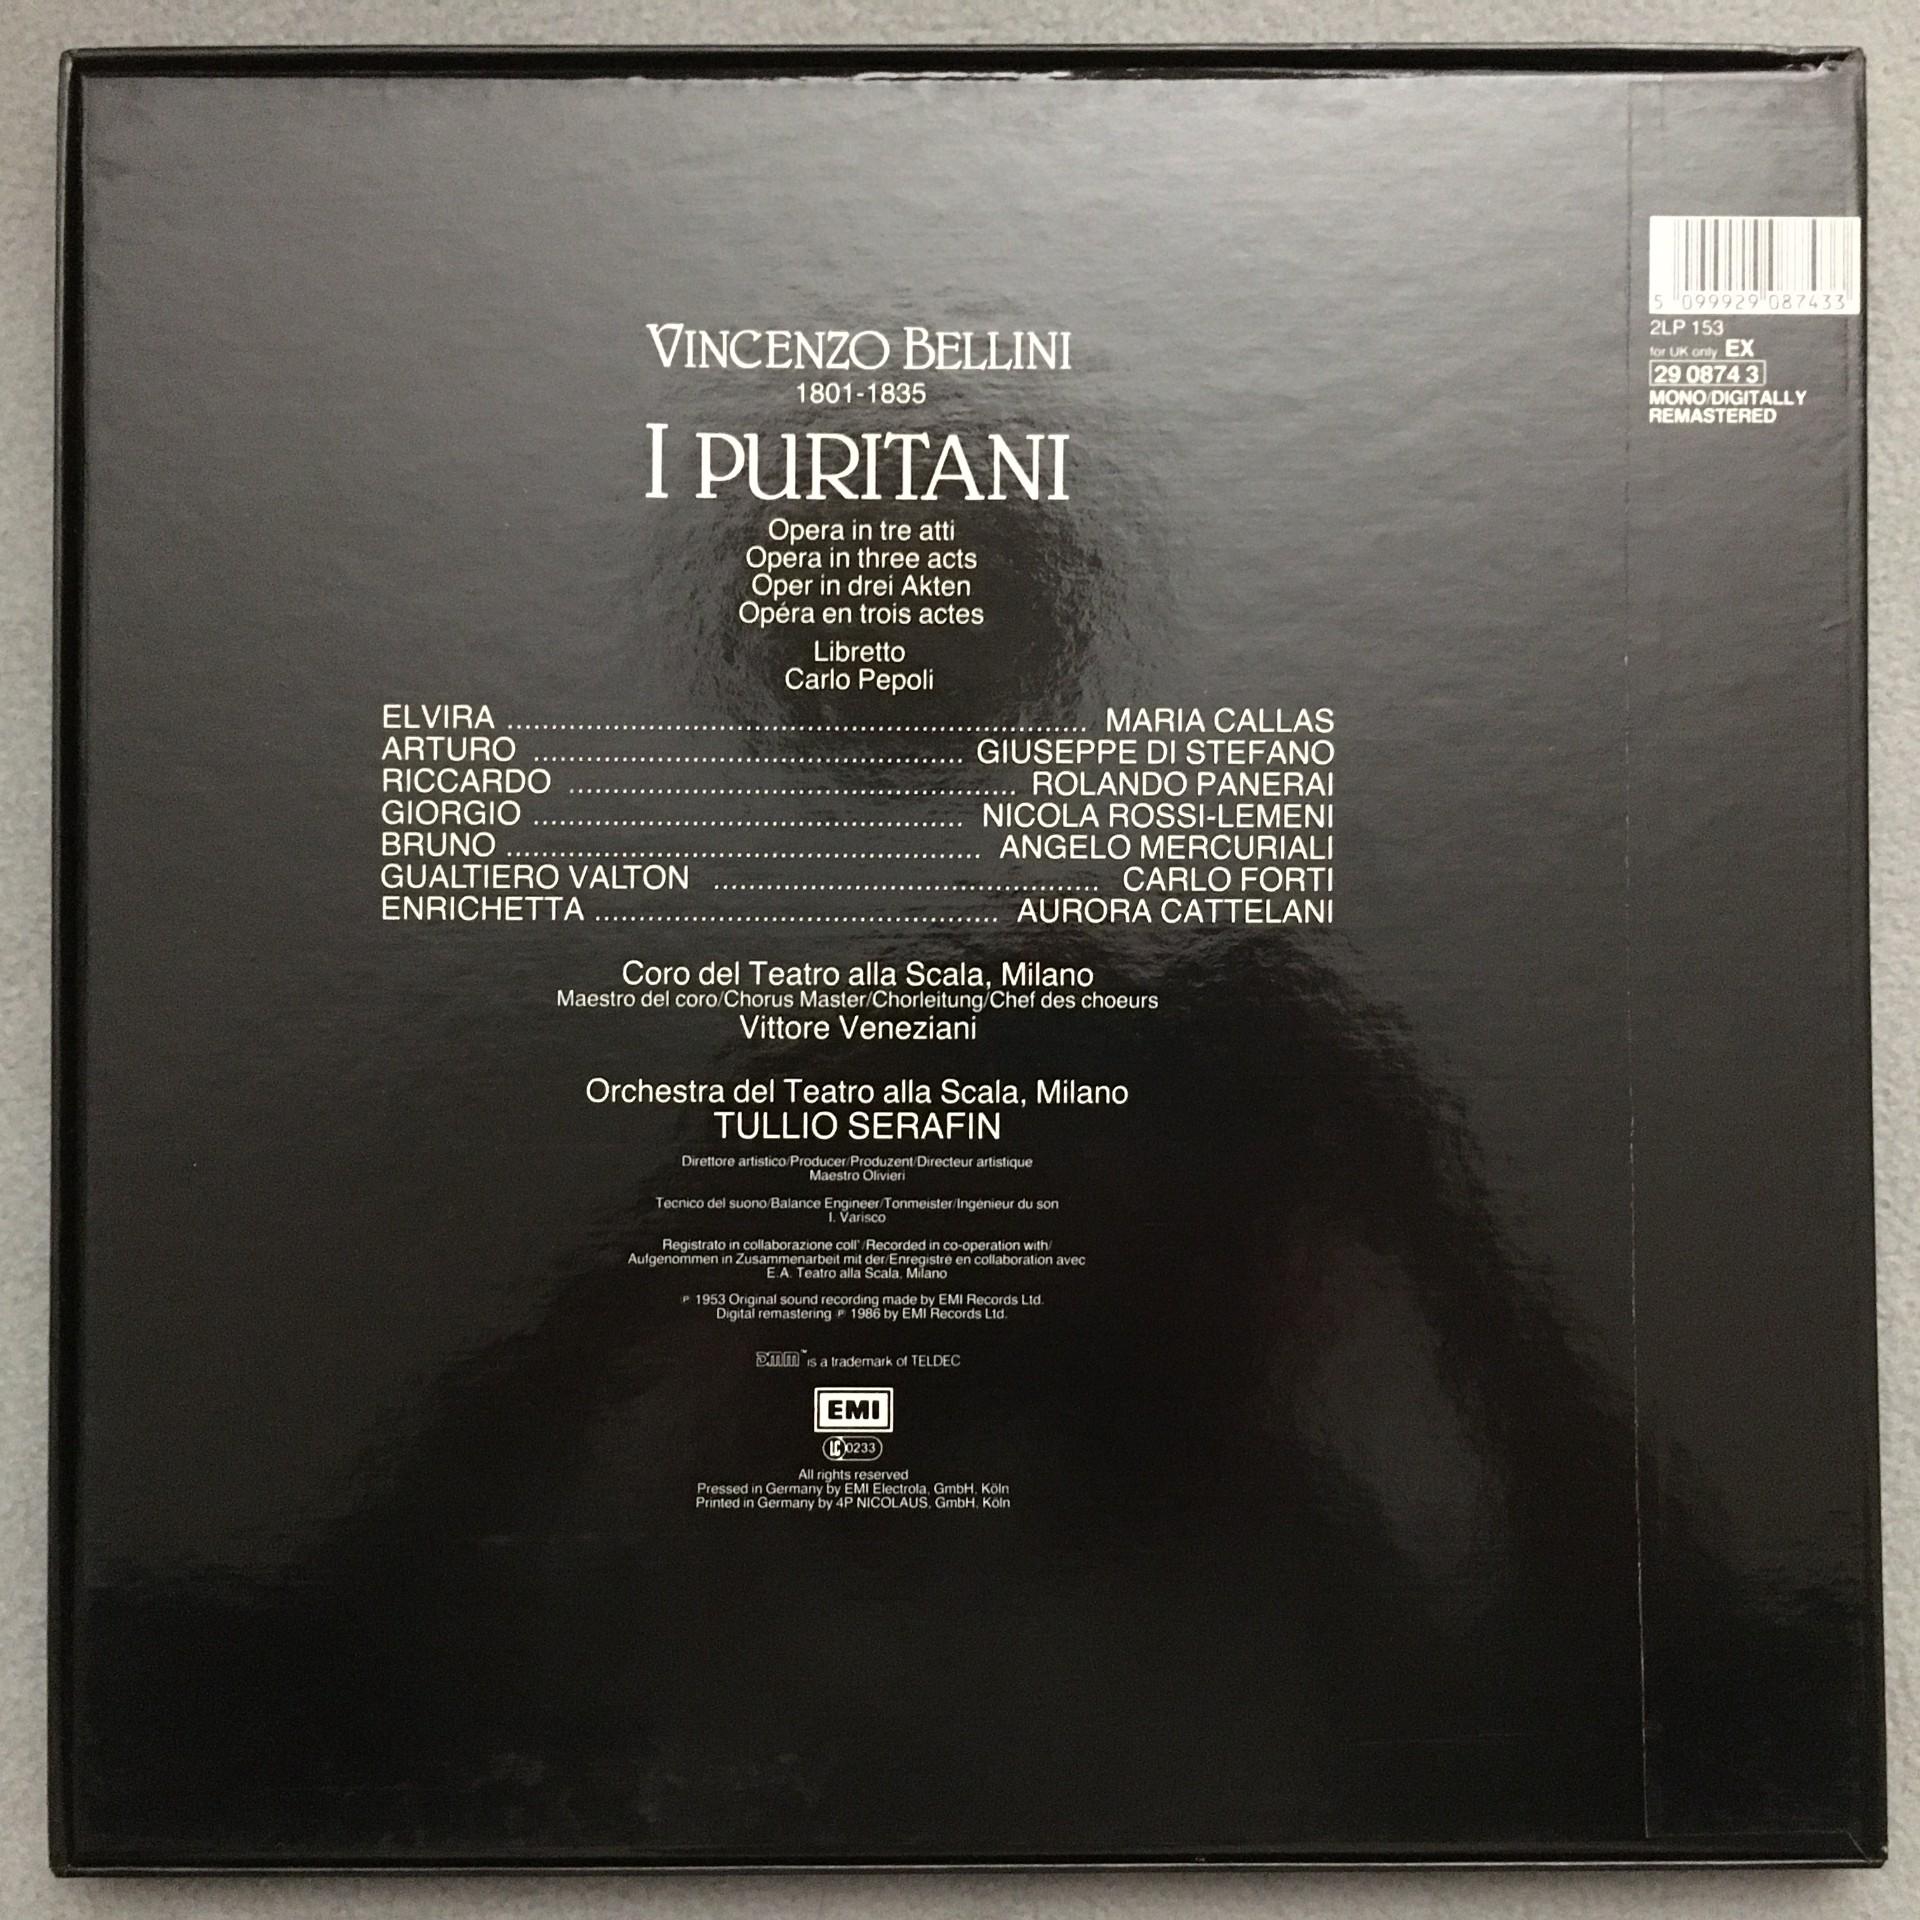 5 099929 087433
2LP 153
for UK only EX
29 0874 3
MONO/DIGITALLY
REMASTERED
VINCENZO BELLINI
1801-1835
I PURITANI
Opera in tre atti
Opera in three acts
Oper in drei Akten
Opéra en trois actes
Libretto
Carlo Pepoli
ELVIRA ........ MARIA CALLAS
ARTURO ........ GIUSEPPE DI STEFANO
RICCARDO ........ ROLANDO PANERAI
GIORGIO ........ NICOLA ROSSI-LEMENI
BRUNO ........ ANGELO MERCURIALI
GUALTIERO VALTON ........ CARLO FORTI
ENRICHETTA ........ AURORA CATTELANI
Coro del Teatro alla Scala, Milano
Maestro del coro/Chorus Master/Chorleitung/Chef des choeurs
Vittore Veneziani
Orchestra del Teatro alla Scala, Milano
TULLIO SERAFIN
Direttore artistico/Producer/Produzent/Directeur artistique
Maestro Olivieri
Tecnico del suono/Balance Engineer/Tonmeister/Ingénieur du son
I. Varisco
Registrato in collaborazione coll'/Recorded in co-operation with/
Aufgenommen in Zusammenarbeit mit der/Enregistré en collaboration avec
E.A. Teatro alla Scala, Milano
℗ 1953 Original sound recording made by EMI Records Ltd.
Digital remastering ℗ 1986 by EMI Records Ltd.
DMM™ is a trademark of TELDEC
EMI
LC 0233
All rights reserved
Pressed in Germany by EMI Electrola, GmbH, Köln
Printed in Germany by 4P NICOLAUS, GmbH, Köln